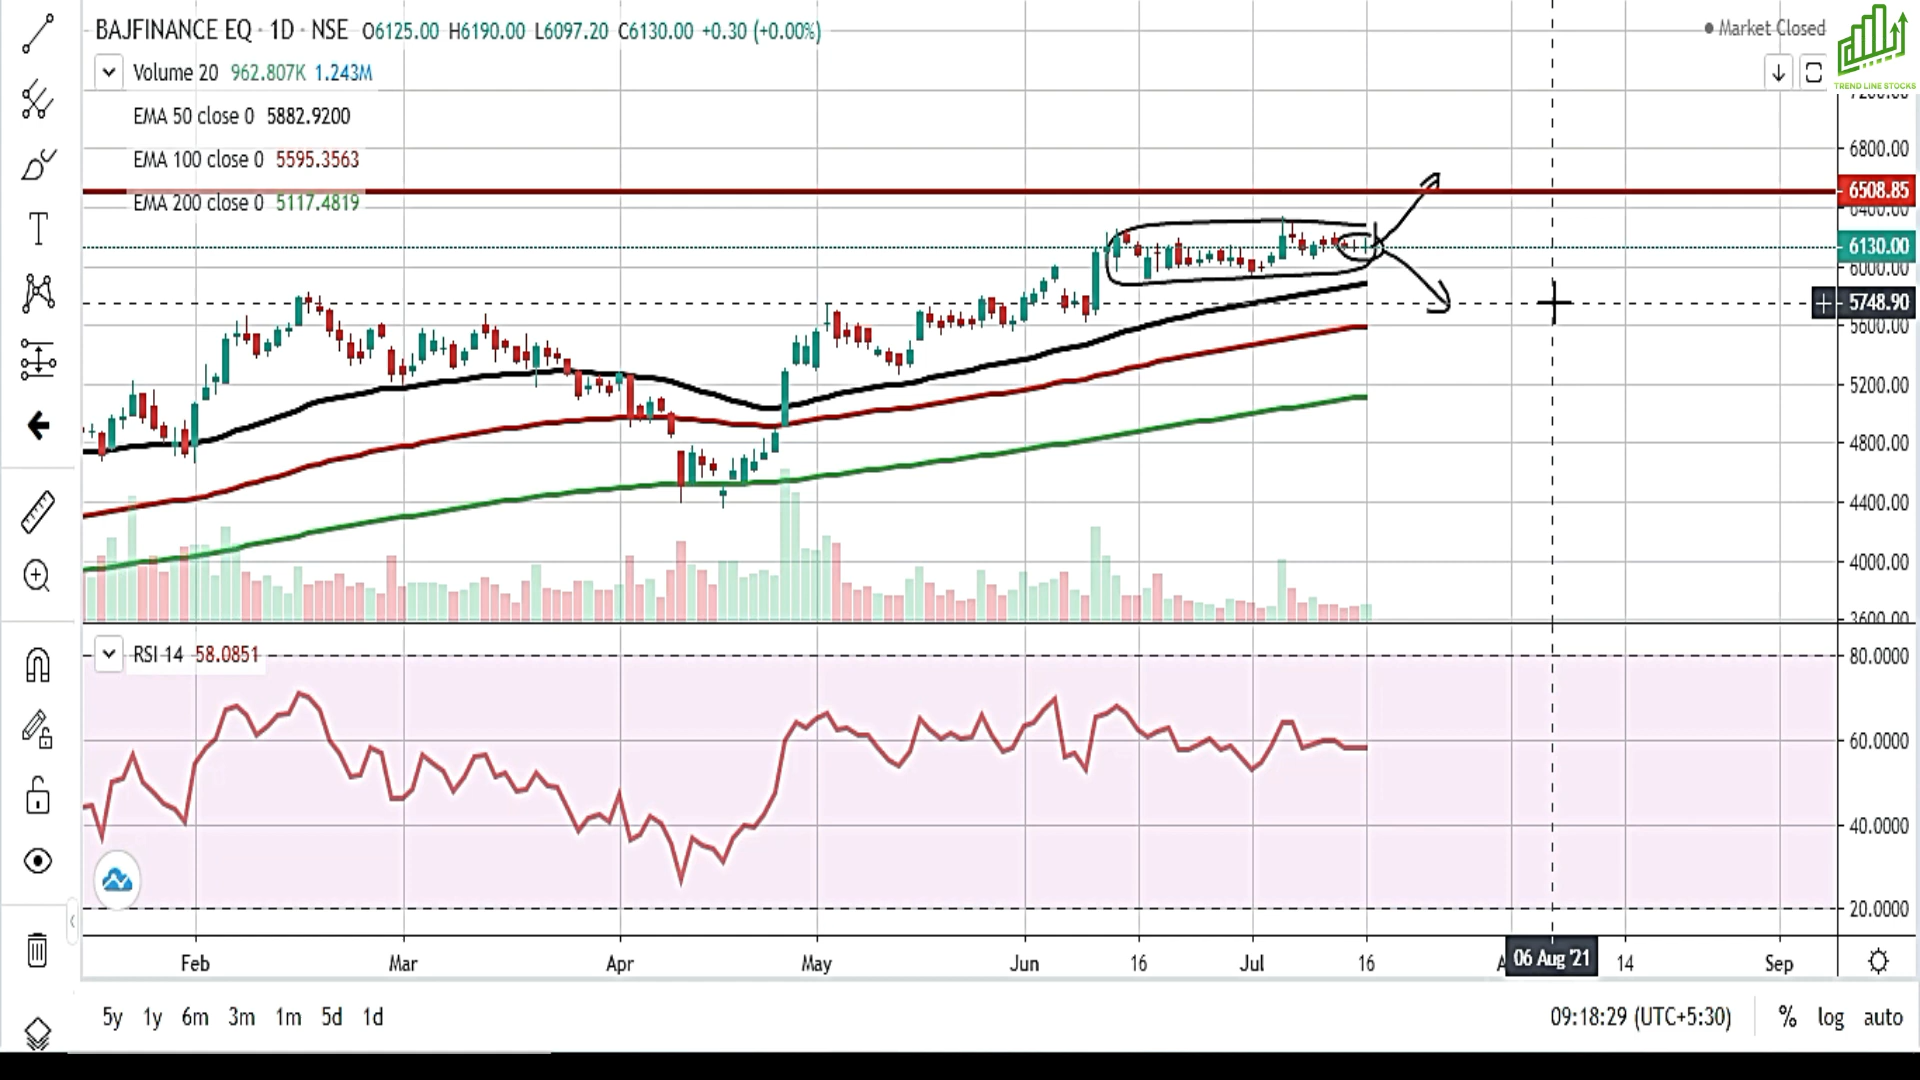 BAJFINANCE EQ · 1D · NSE O6125.00 H6190.00 L6097.20 C6130.00 +0.30 (+0.00%)
Market Closed
TREND LINE STOCKS
Volume 20 962.807K 1.243M
EMA 50 close 0 5882.9200
EMA 100 close 0 5595.3563
EMA 200 close 0 5117.4819
7200.00
6800.00
6508.85
6400.00
6130.00
6000.00
5748.90
5600.00
5200.00
4800.00
4400.00
4000.00
3600.00
RSI 14 58.0851
80.0000
60.0000
40.0000
20.0000
Feb Mar Apr May Jun 16 Jul 16 06 Aug '21 14 Sep
5y 1y 6m 3m 1m 5d 1d 09:18:29 (UTC+5:30) % log auto